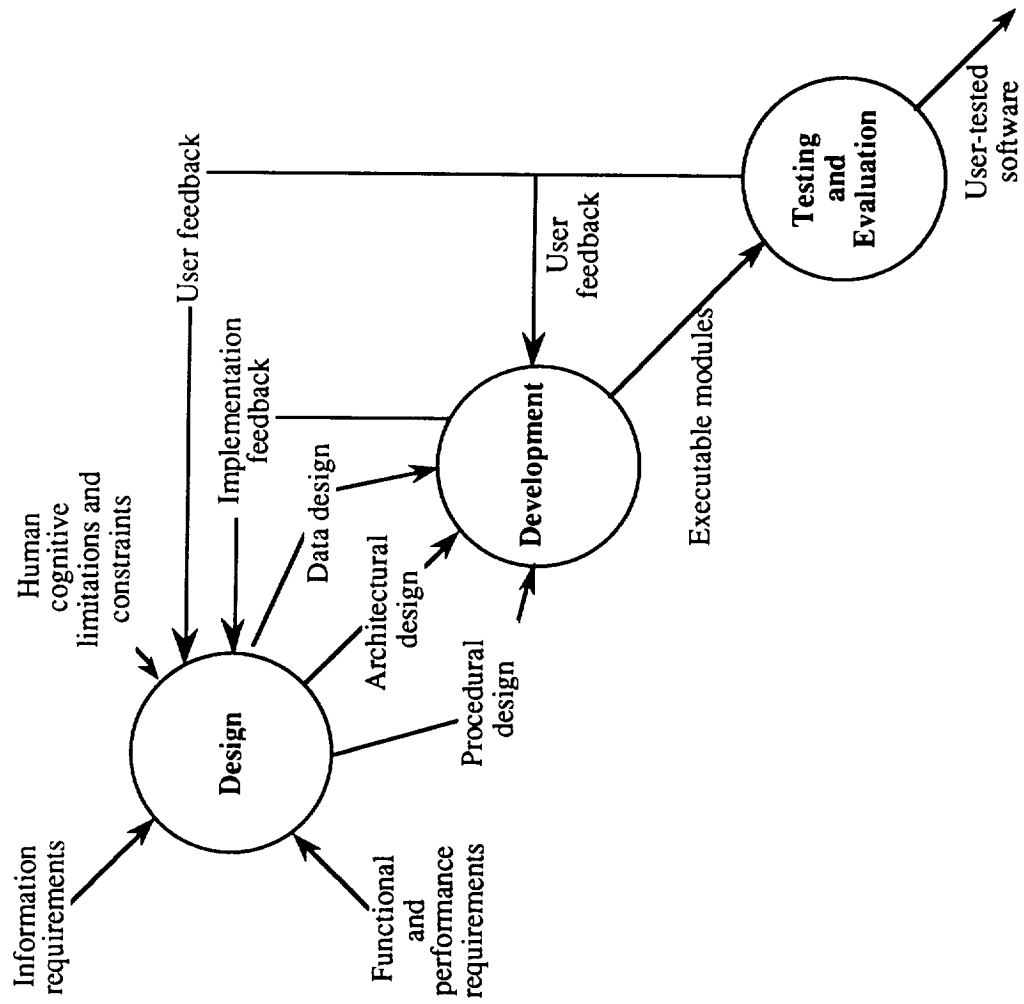 Information
requirements
Human
cognitive
limitations and
constraints
User feedback
Implementation
feedback
Design
Data design
Functional
and
performance
requirements
Architectural
design
Procedural
design
Development
User
feedback
Executable modules
Testing
and
Evaluation
User-tested
software